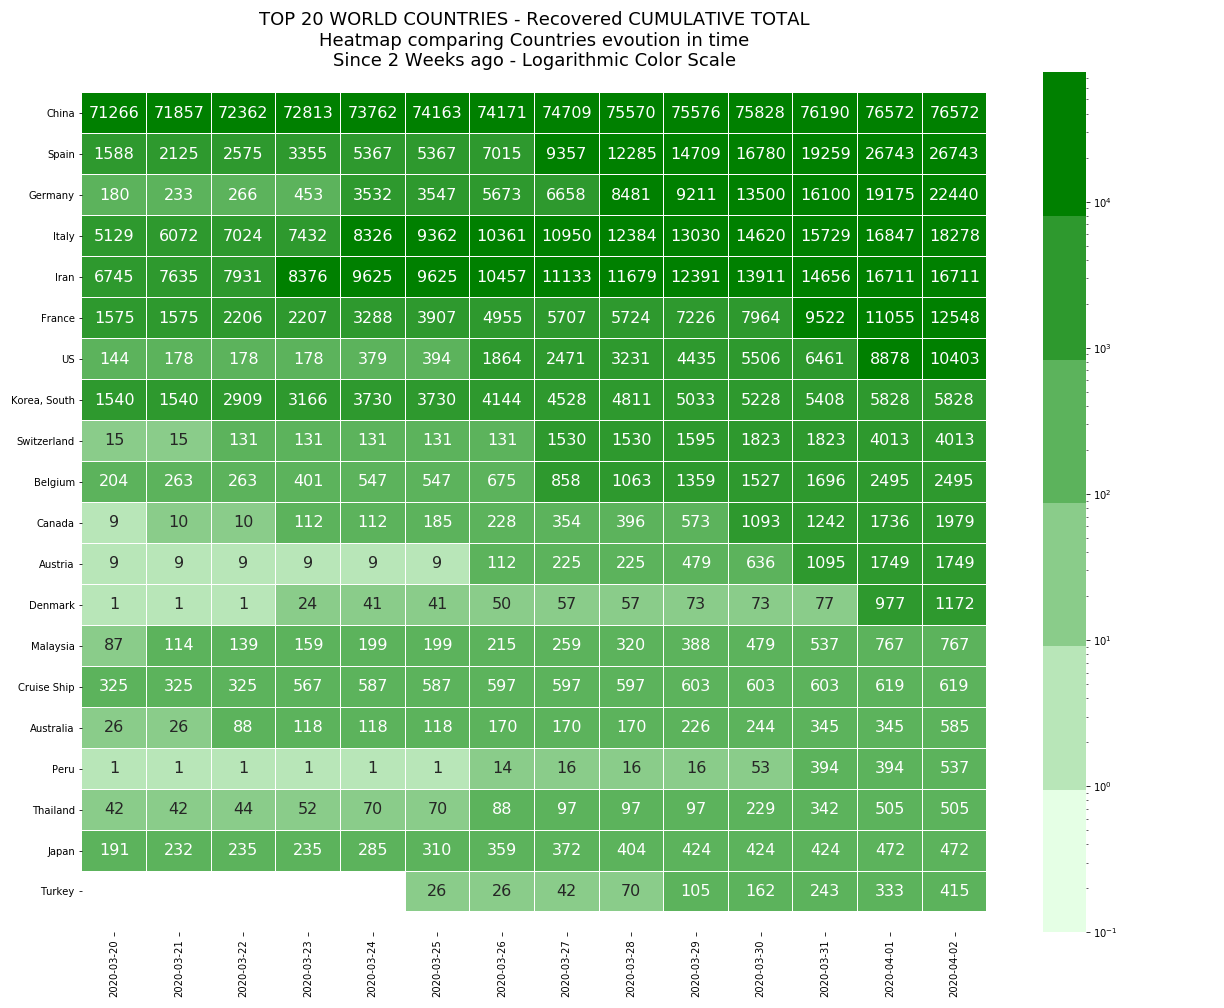 TOP 20 WORLD COUNTRIES - Recovered CUMULATIVE TOTAL
Heatmap comparing Countries evoution in time
Since 2 Weeks ago - Logarithmic Color Scale
China 71266 71857 72362 72813 73762 74163 74171 74709 75570 75576 75828 76190 76572 76572
Spain 1588 2125 2575 3355 5367 5367 7015 9357 12285 14709 16780 19259 26743 26743
Germany 180 233 266 453 3532 3547 5673 6658 8481 9211 13500 16100 19175 22440
Italy 5129 6072 7024 7432 8326 9362 10361 10950 12384 13030 14620 15729 16847 18278
Iran 6745 7635 7931 8376 9625 9625 10457 11133 11679 12391 13911 14656 16711 16711
France 1575 1575 2206 2207 3288 3907 4955 5707 5724 7226 7964 9522 11055 12548
US 144 178 178 178 379 394 1864 2471 3231 4435 5506 6461 8878 10403
Korea, South 1540 1540 2909 3166 3730 3730 4144 4528 4811 5033 5228 5408 5828 5828
Switzerland 15 15 131 131 131 131 131 1530 1530 1595 1823 1823 4013 4013
Belgium 204 263 263 401 547 547 675 858 1063 1359 1527 1696 2495 2495
Canada 9 10 10 112 112 185 228 354 396 573 1093 1242 1736 1979
Austria 9 9 9 9 9 9 112 225 225 479 636 1095 1749 1749
Denmark 1 1 1 24 41 41 50 57 57 73 73 77 977 1172
Malaysia 87 114 139 159 199 199 215 259 320 388 479 537 767 767
Cruise Ship 325 325 325 567 587 587 597 597 597 603 603 603 619 619
Australia 26 26 88 118 118 118 170 170 170 226 244 345 345 585
Peru 1 1 1 1 1 1 14 16 16 16 53 394 394 537
Thailand 42 42 44 52 70 70 88 97 97 97 229 342 505 505
Japan 191 232 235 235 285 310 359 372 404 424 424 424 472 472
Turkey 26 26 42 70 105 162 243 333 415
2020-03-20 2020-03-21 2020-03-22 2020-03-23 2020-03-24 2020-03-25 2020-03-26 2020-03-27 2020-03-28 2020-03-29 2020-03-30 2020-03-31 2020-04-01 2020-04-02
10⁴
10³
10²
10¹
10⁰
10⁻¹